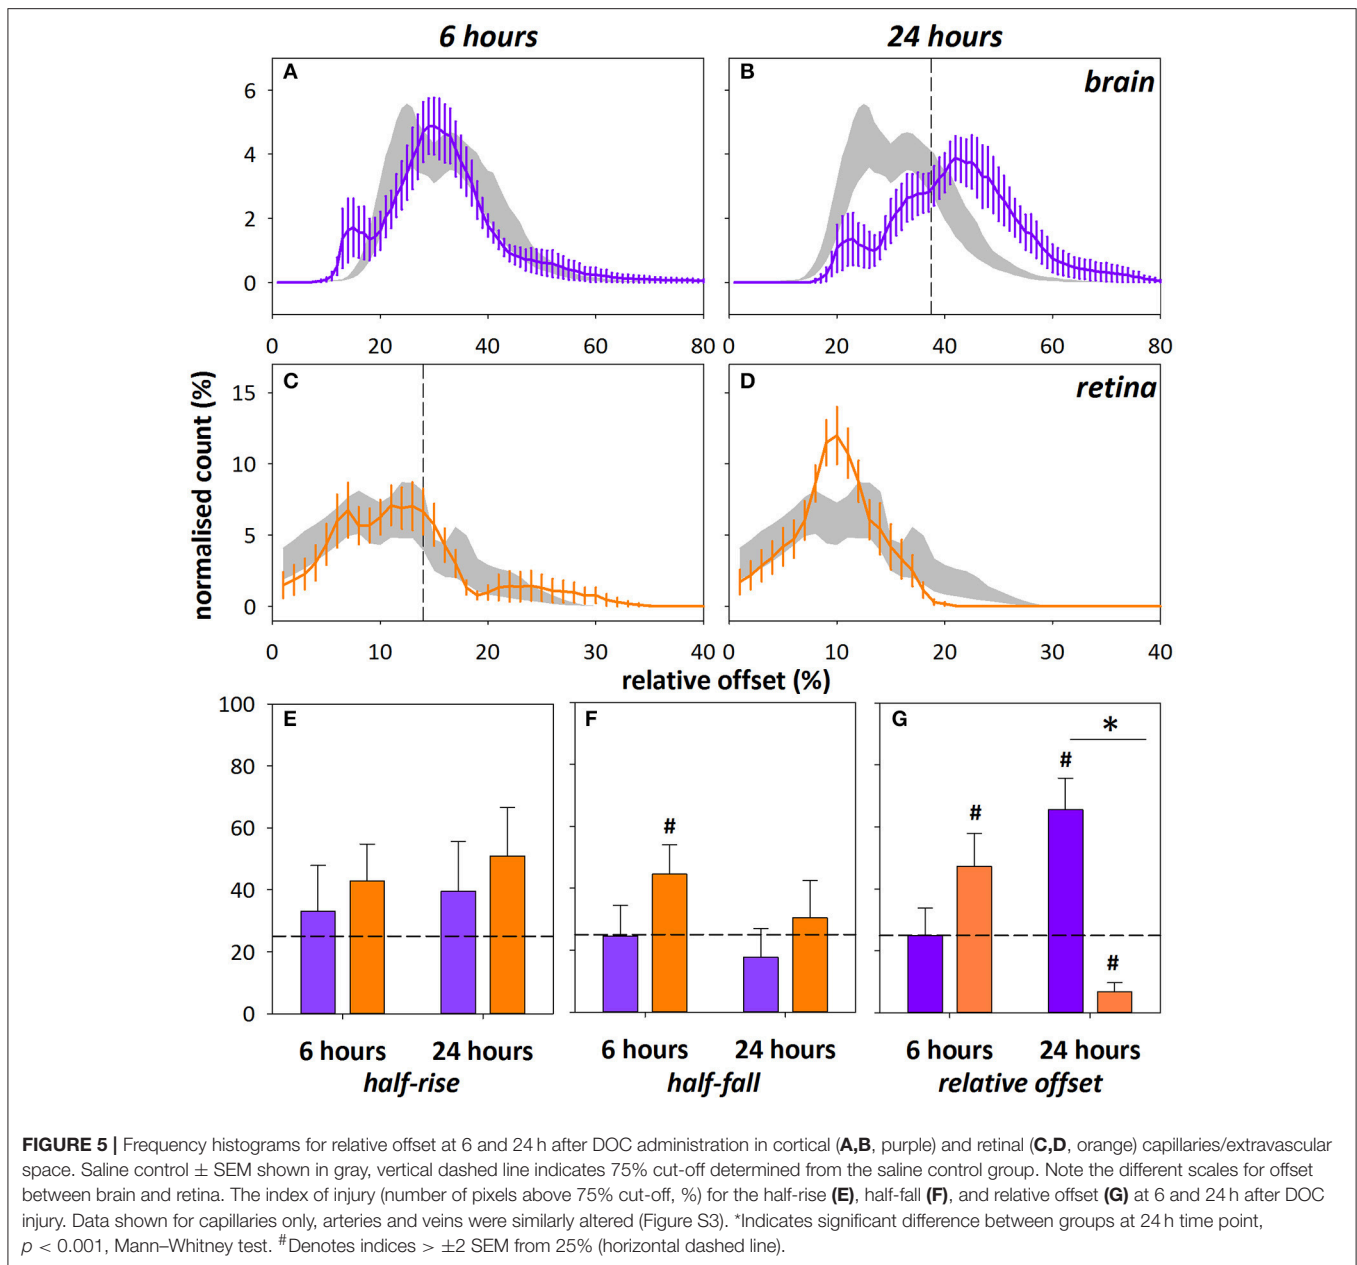 6 hours
24 hours
A
B
brain
6
4
2
0
0 20 40 60 80
0 20 40 60 80
C
D
retina
normalised count (%)
15
10
5
0
0 10 20 30 40
0 10 20 30 40
relative offset (%)
E
F
G
*
#
#
#
#
100
80
60
40
20
0
6 hours 24 hours
half-rise
6 hours 24 hours
half-fall
6 hours 24 hours
relative offset
FIGURE 5 | Frequency histograms for relative offset at 6 and 24 h after DOC administration in cortical (A,B, purple) and retinal (C,D, orange) capillaries/extravascular
space. Saline control ± SEM shown in gray, vertical dashed line indicates 75% cut-off determined from the saline control group. Note the different scales for offset
between brain and retina. The index of injury (number of pixels above 75% cut-off, %) for the half-rise (E), half-fall (F), and relative offset (G) at 6 and 24 h after DOC
injury. Data shown for capillaries only, arteries and veins were similarly altered (Figure S3). *Indicates significant difference between groups at 24 h time point,
p < 0.001, Mann–Whitney test. #Denotes indices > ±2 SEM from 25% (horizontal dashed line).